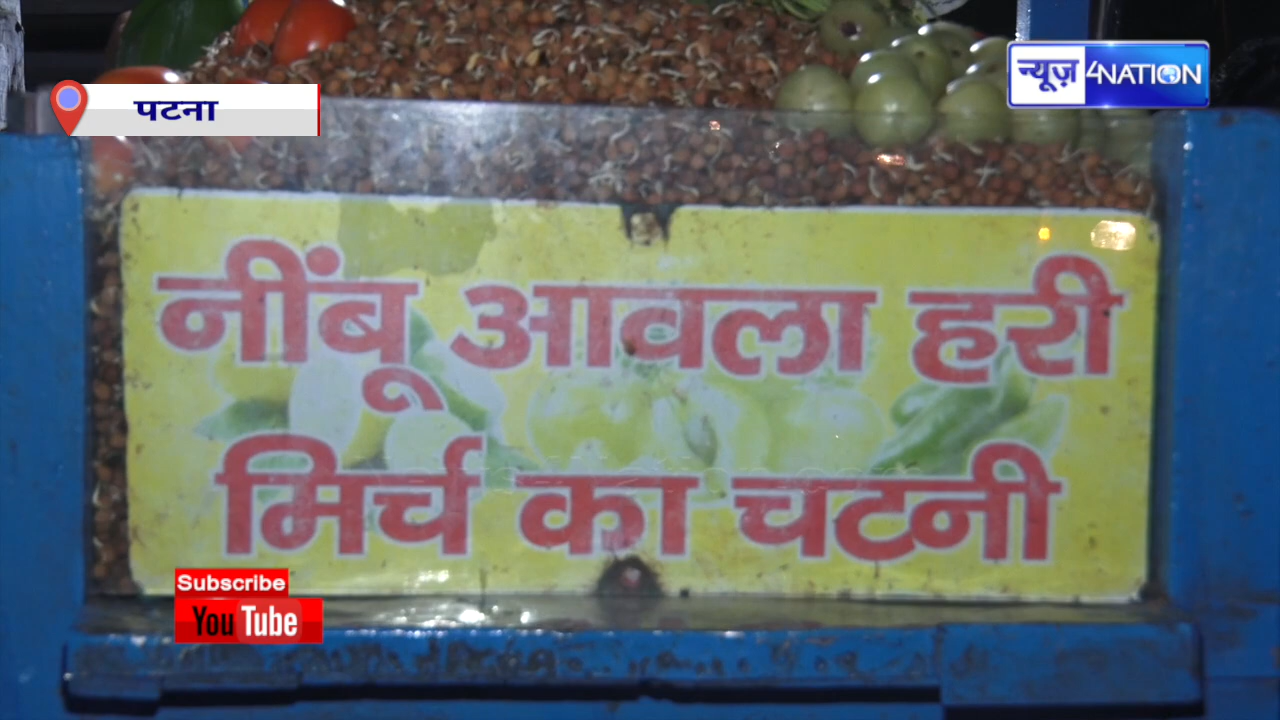 पटना
न्यूज़ 4NATION
नींबू आवला हरी
मिर्च का चटनी
Subscribe
YouTube